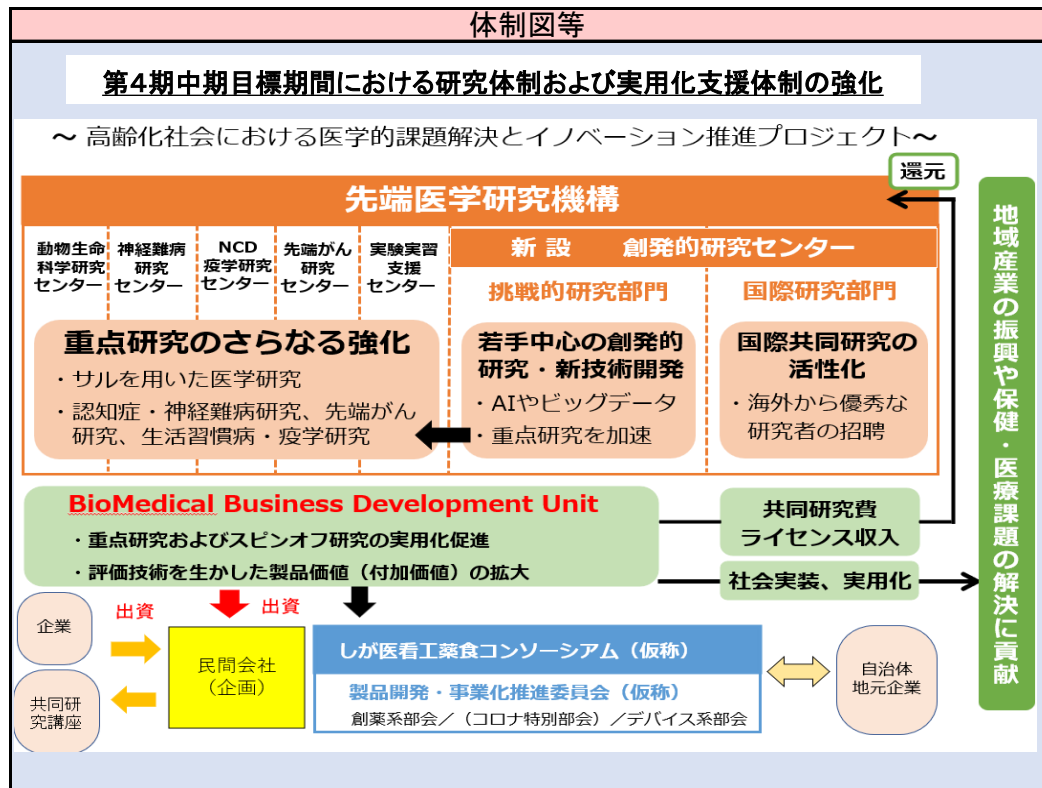 体制図等
第4期中期目標期間における研究体制および実用化支援体制の強化
～ 高齢化社会における医学的課題解決とイノベーション推進プロジェクト～
還元
先端医学研究機構
動物生命
科学研究
センター
神経難病
研究
センター
NCD
疫学研究
センター
先端がん
研究
センター
実験実習
支援
センター
新 設　創発的研究センター
挑戦的研究部門
国際研究部門
重点研究のさらなる強化
・サルを用いた医学研究
・認知症・神経難病研究、先端がん
研究、生活習慣病・疫学研究
若手中心の創発的
研究・新技術開発
・AIやビッグデータ
・重点研究を加速
国際共同研究の
活性化
・海外から優秀な
研究者の招聘
BioMedical Business Development Unit
・重点研究およびスピンオフ研究の実用化促進
・評価技術を生かした製品価値（付加価値）の拡大
共同研究費
ライセンス収入
社会実装、実用化
地域産業の振興や保健・医療課題の解決に貢献
企業
出資
出資
共同研
究講座
民間会社
（企画）
しが医看工薬食コンソーシアム（仮称）
製品開発・事業化推進委員会（仮称）
創薬系部会／（コロナ特別部会）／デバイス系部会
自治体
地元企業